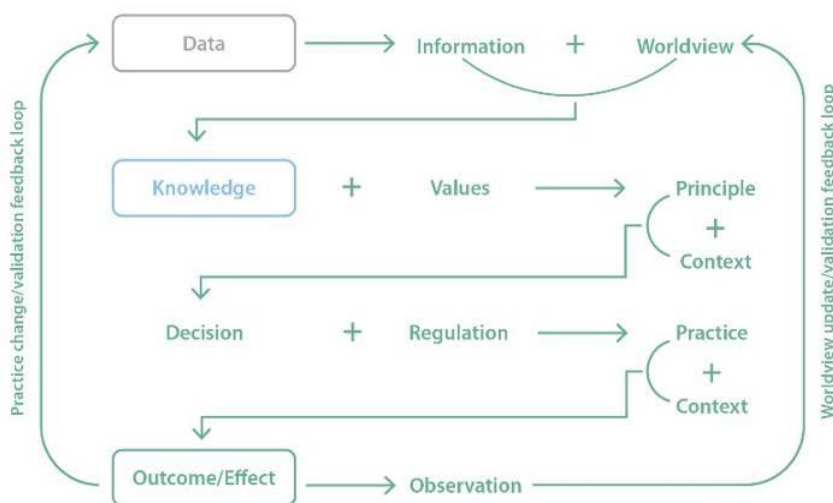 Data
Information + Worldview
Knowledge + Values
Principle
+
Context
Decision + Regulation
Practice
+
Context
Outcome/Effect
Observation
Practice change/validation feedback loop
Worldview update/validation feedback loop